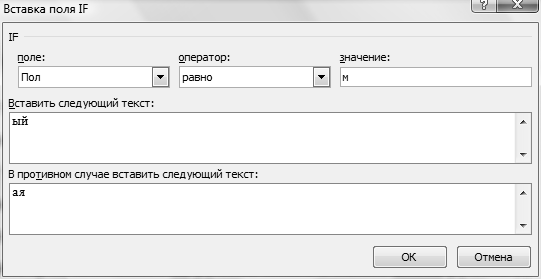 Вставка поля IF
?
IF
поле: оператор: значение:
Пол равно м
Вставить следующий текст:
ый
В противном случае вставить следующий текст:
ая
ОК Отмена